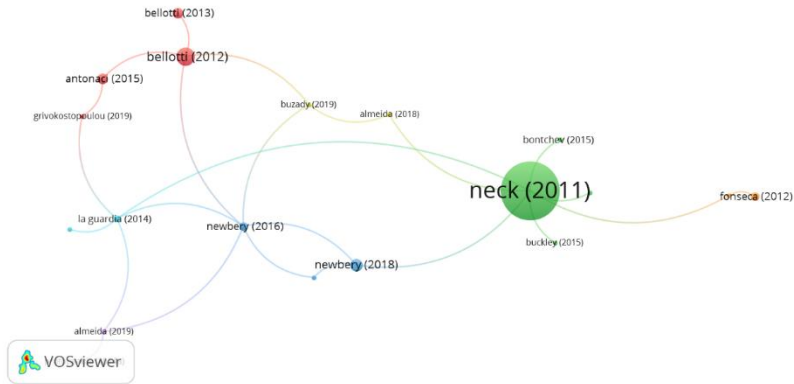 bellotti (2013)
bellotti (2012)
antonaci (2015)
buzady (2019)
grivokostopoulou (2019)
almeida (2018)
bontchev (2015)
neck (2011)
fonseca (2012)
la guardia (2014)
newbery (2016)
buckley (2015)
newbery (2018)
almeida (2019)
VOSviewer